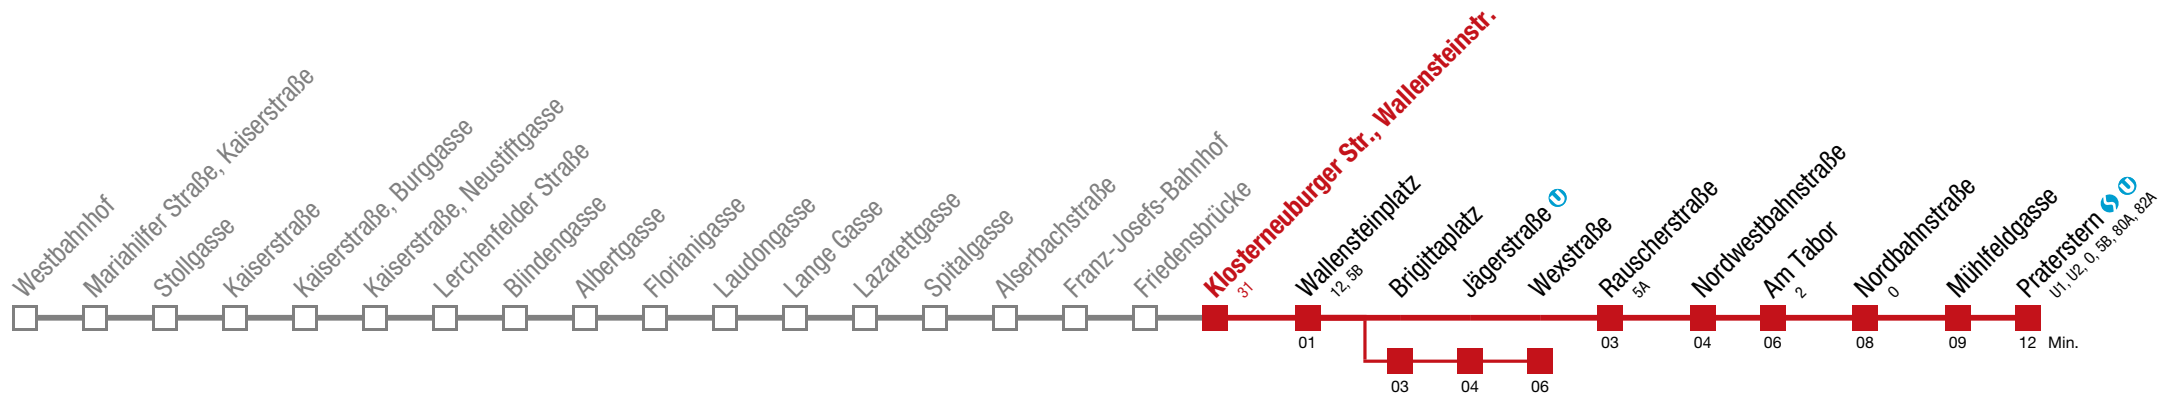 Westbahnhof
Mariahilfer Straße, Kaiserstraße
Stollgasse
Kaiserstraße
Kaiserstraße, Burggasse
Kaiserstraße, Neustiftgasse
Lerchenfelder Straße
Blindengasse
Albertgasse
Florianigasse
Laudongasse
Lange Gasse
Lazarettgasse
Spitalgasse
Alserbachstraße
Franz-Josefs-Bahnhof
Friedensbrücke
Klosterneuburger Str., Wallensteinstr.
31
Wallensteinplatz
12, 5B
Brigittaplatz
Jägerstraße U
Wexstraße
Rauscherstraße
5A
Nordwestbahnstraße
Am Tabor
2
Nordbahnstraße
0
Mühlfeldgasse
Praterstern S U
U1, U2, O, 5B, 80A, 82A
01
03
04
06
08
09
12 Min.
03
04
06